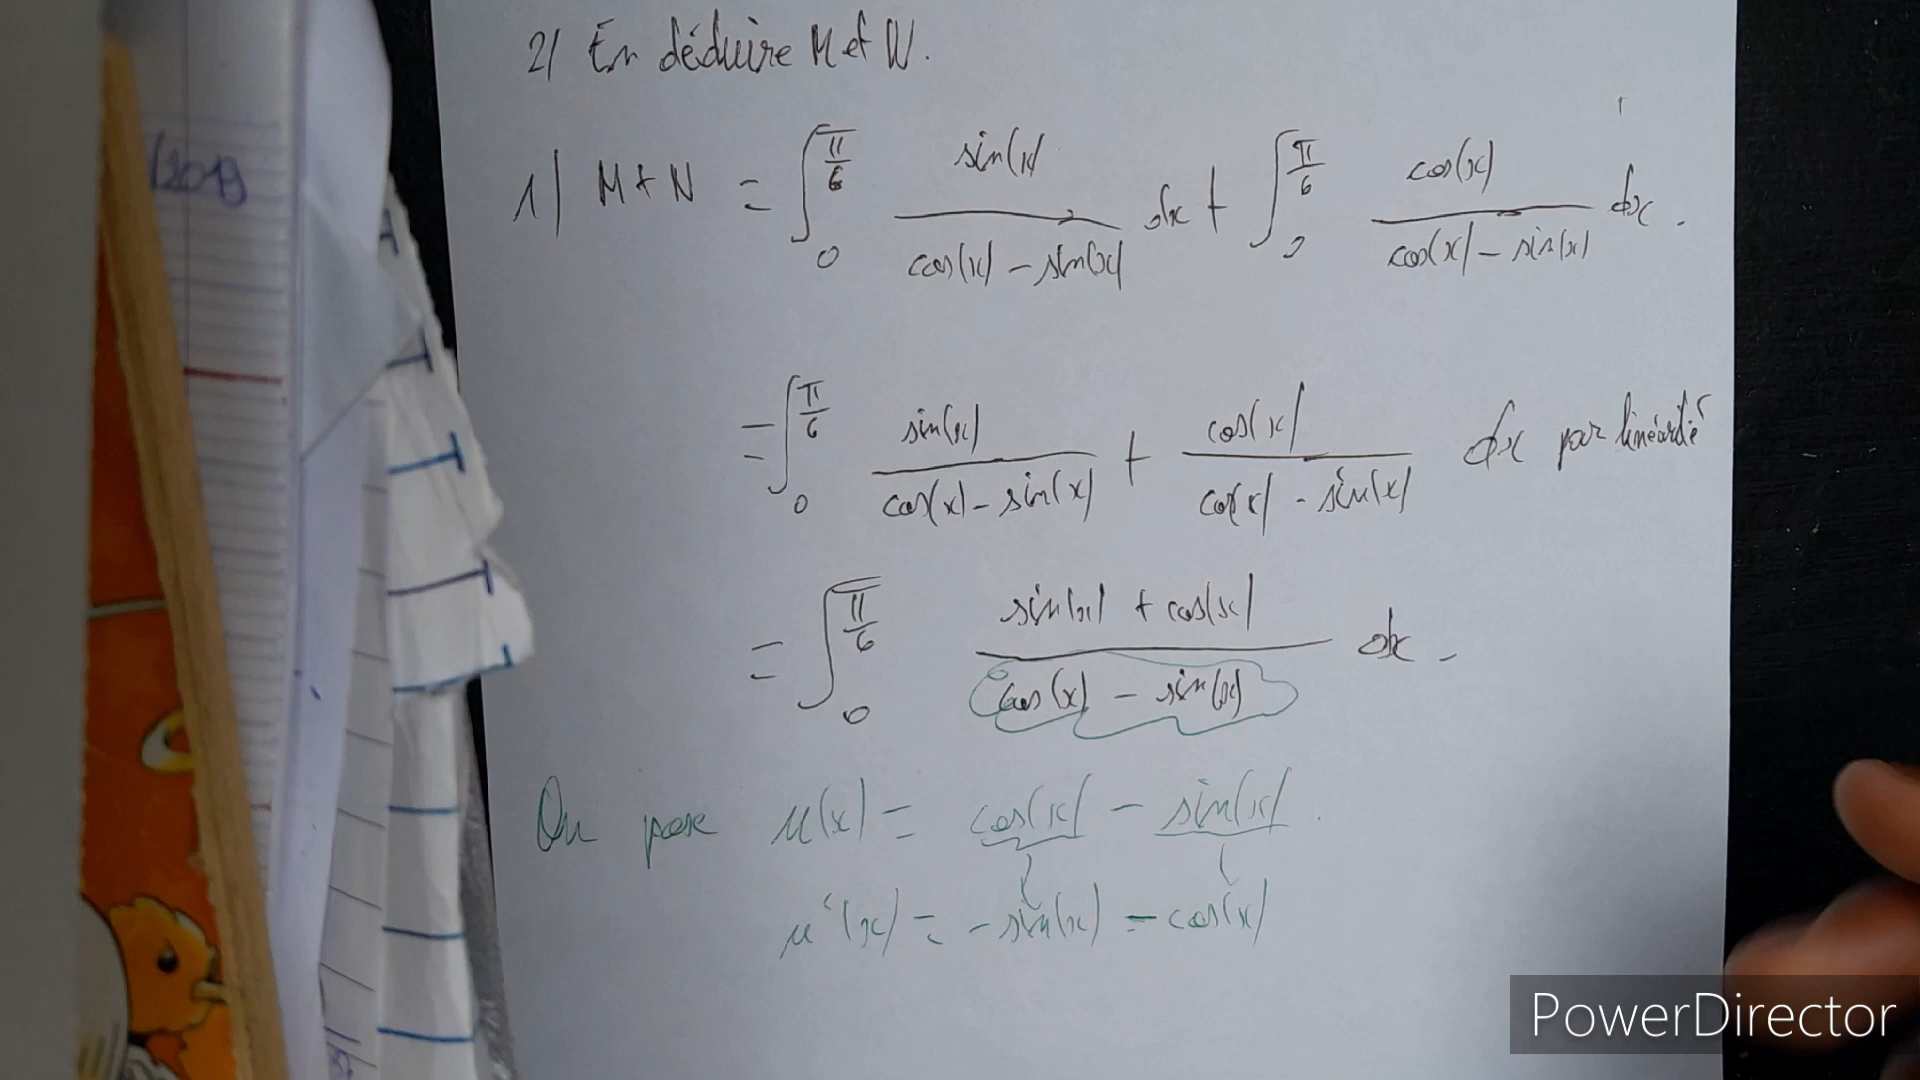 2/ En déduire M et N.
1/ M + N = ∫₀^(π/6) sin(x) / (cos(x) - sin(x)) dx + ∫₀^(π/6) cos(x) / (cos(x) - sin(x)) dx.
= ∫₀^(π/6) sin(x) / (cos(x) - sin(x)) + cos(x) / (cos(x) - sin(x)) dx par linéarité
= ∫₀^(π/6) (sin(x) + cos(x)) / (cos(x) - sin(x)) dx.
On pose u(x) = cos(x) - sin(x).
u'(x) = - sin(x) - cos(x)
/2019
PowerDirector